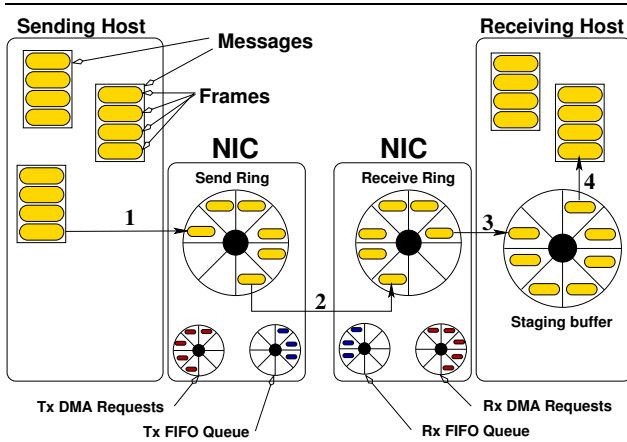 Sending Host
Receiving Host
Messages
Frames
NIC
NIC
Send Ring
Receive Ring
1
2
3
4
Staging buffer
Tx DMA Requests
Rx DMA Requests
Tx FIFO Queue
Rx FIFO Queue